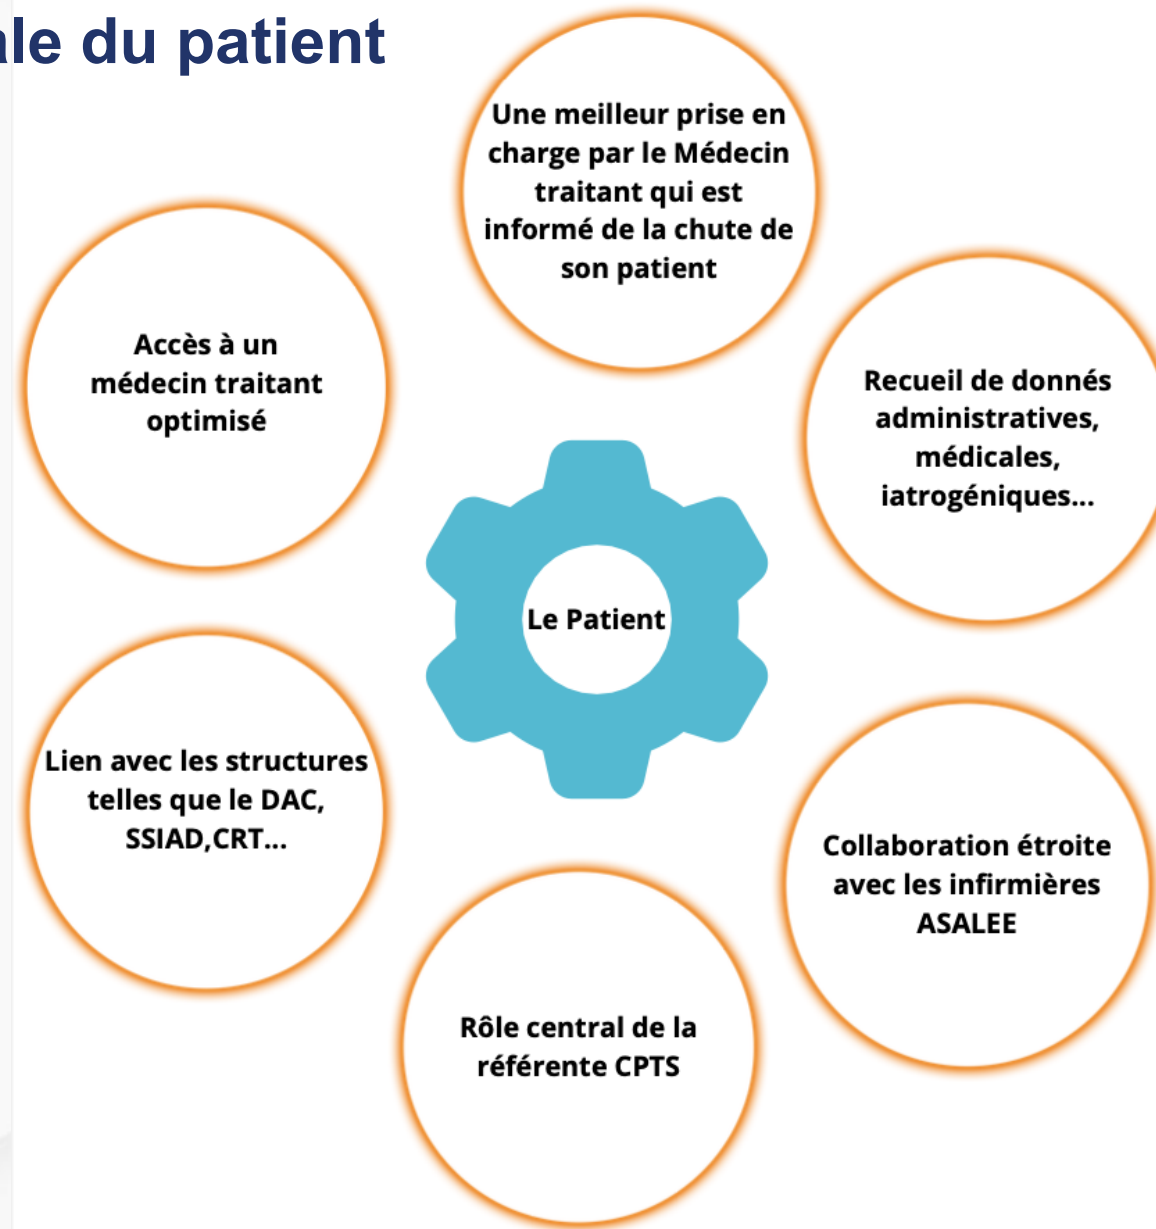 ale du patient
Une meilleur prise en
charge par le Médecin
traitant qui est
informé de la chute de
son patient
Accès à un
médecin traitant
optimisé
Recueil de donnés
administratives,
médicales,
iatrogéniques...
Le Patient
Lien avec les structures
telles que le DAC,
SSIAD,CRT...
Collaboration étroite
avec les infirmières
ASALEE
Rôle central de la
référente CPTS